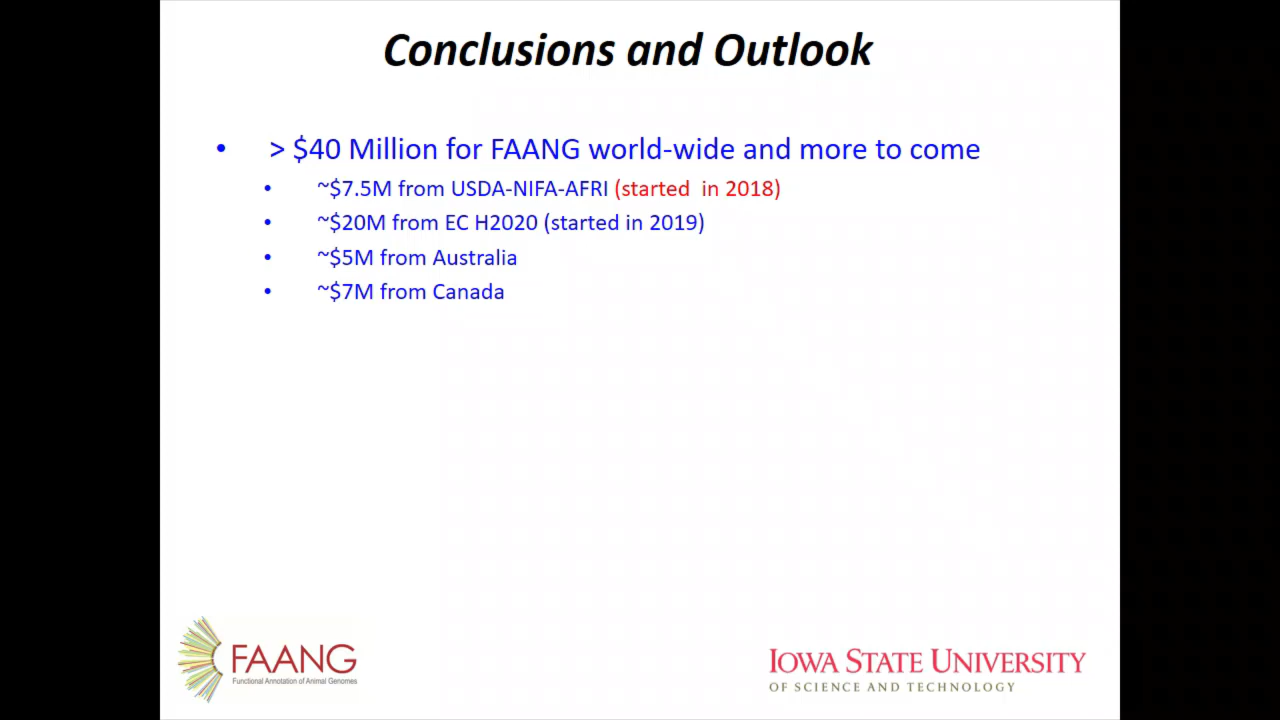 Conclusions and Outlook
• > $40 Million for FAANG world-wide and more to come
• ~$7.5M from USDA-NIFA-AFRI (started in 2018)
• ~$20M from EC H2020 (started in 2019)
• ~$5M from Australia
• ~$7M from Canada
FAANG
Functional Annotation of Animal Genomes
IOWA STATE UNIVERSITY
OF SCIENCE AND TECHNOLOGY